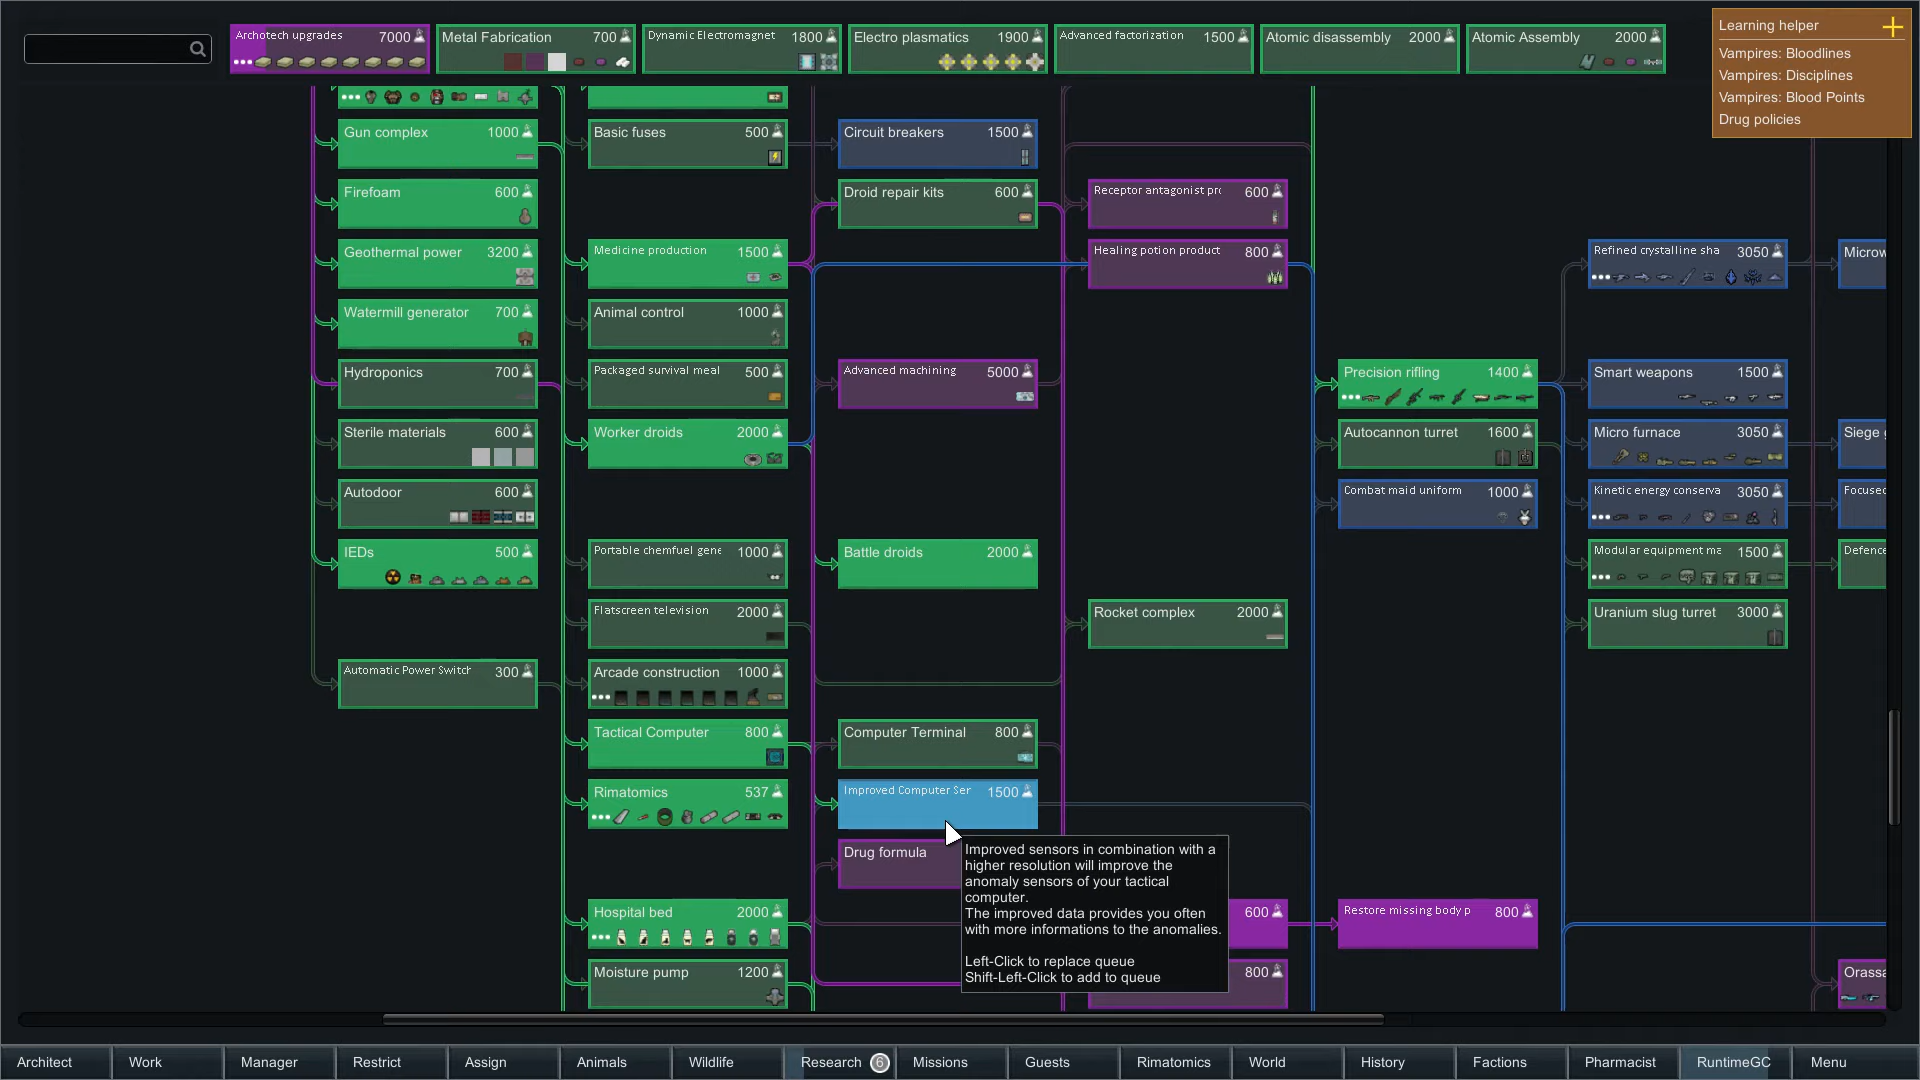 Archotech upgrades 7000
Metal Fabrication 700
Dynamic Electromagnet 1800
Electro plasmatics 1900
Advanced factorization 1500
Atomic disassembly 2000
Atomic Assembly 2000
Learning helper
Vampires: Bloodlines
Vampires: Disciplines
Vampires: Blood Points
Drug policies
Gun complex 1000
Basic fuses 500
Circuit breakers 1500
Firefoam 600
Droid repair kits 600
Receptor antagonist pro 600
Geothermal power 3200
Medicine production 1500
Healing potion product 800
Refined crystalline sha 3050
Microw
Watermill generator 700
Animal control 1000
Hydroponics 700
Packaged survival meal 500
Advanced machining 5000
Precision rifling 1400
Smart weapons 1500
Sterile materials 600
Worker droids 2000
Autocannon turret 1600
Micro furnace 3050
Siege
Autodoor 600
Combat maid uniform 1000
Kinetic energy conserva 3050
Focused
IEDs 500
Portable chemfuel gene 1000
Battle droids 2000
Modular equipment ma 1500
Defence
Flatscreen television 2000
Rocket complex 2000
Uranium slug turret 3000
Automatic Power Switch 300
Arcade construction 1000
Tactical Computer 800
Computer Terminal 800
Rimatomics 537
Improved Computer Ser 1500
Drug formula
Improved sensors in combination with a
higher resolution will improve the
anomaly sensors of your tactical
computer.
The improved data provides you often
with more informations to the anomalies.
Left-Click to replace queue
Shift-Left-Click to add to queue
Hospital bed 2000
600
Restore missing body p 800
Moisture pump 1200
800
Orassa
Architect Work Manager Restrict Assign Animals Wildlife Research 6 Missions Guests Rimatomics World History Factions Pharmacist RuntimeGC Menu